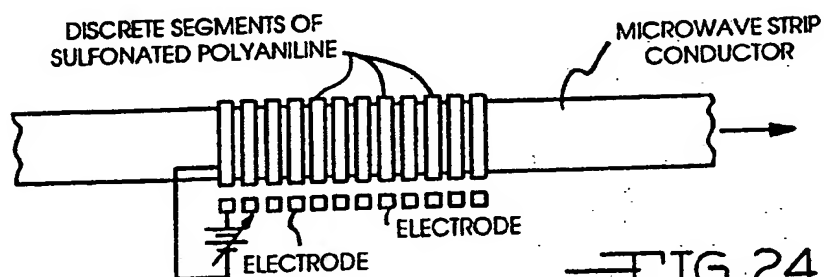 DISCRETE SEGMENTS OF
SULFONATED POLYANILINE
MICROWAVE STRIP
CONDUCTOR
ELECTRODE
ELECTRODE
FIG. 24